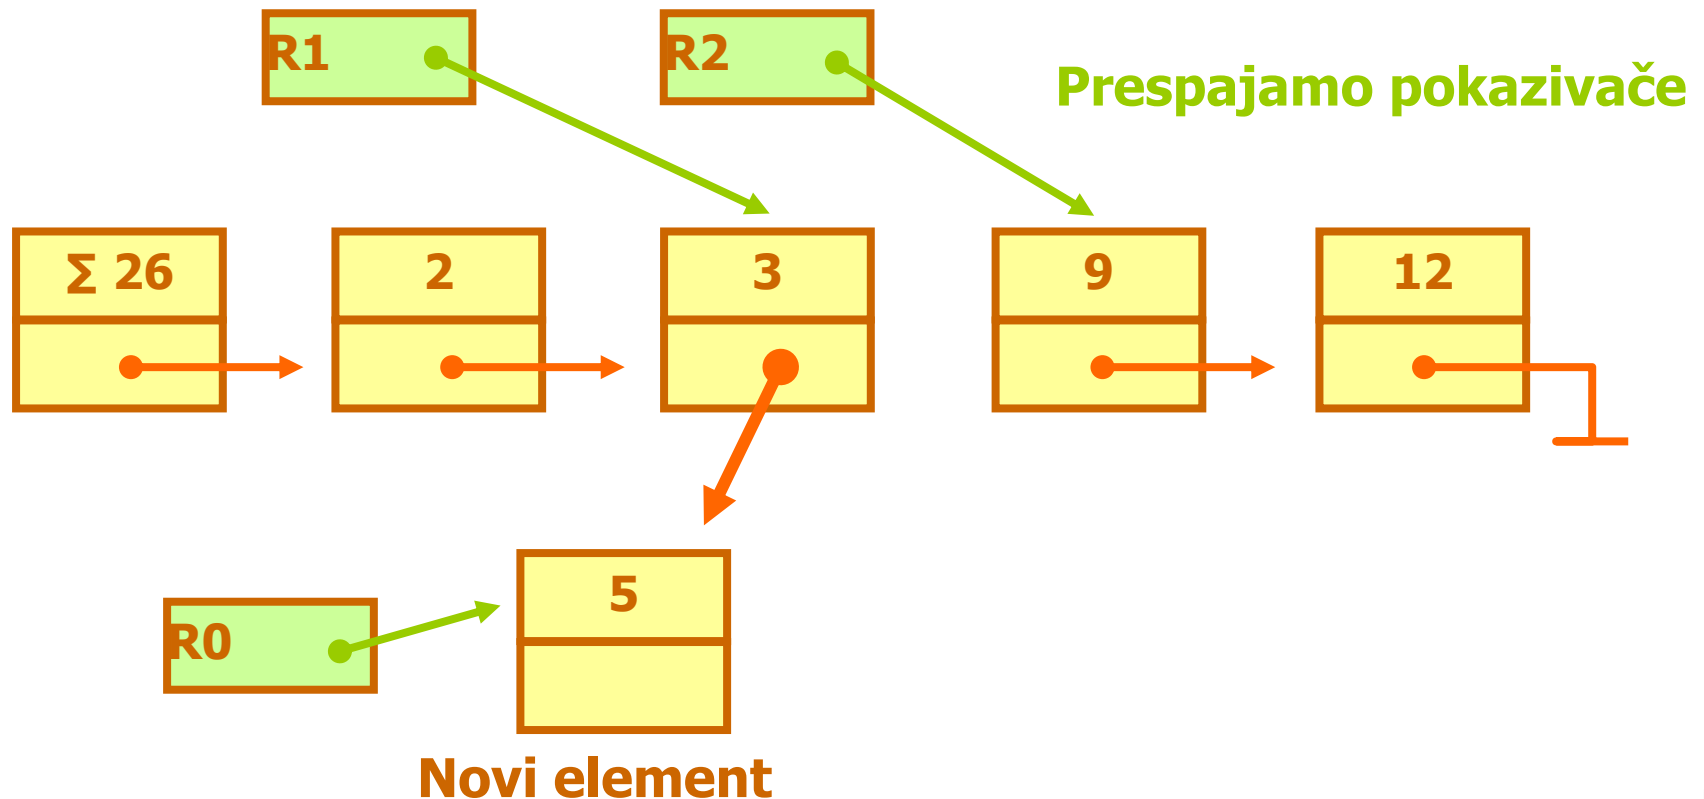 R1
R2
Prespajamo pokazivače
Σ 26
2
3
9
12
5
R0
Novi element